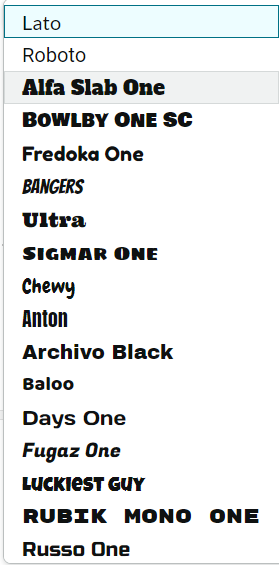 Lato
Roboto
Alfa Slab One
Bowlby One SC
Fredoka One
BANGERS
Ultra
Sigmar One
Chewy
Anton
Archivo Black
Baloo
Days One
Fugaz One
Luckiest Guy
RUBIK MONO ONE
Russo One